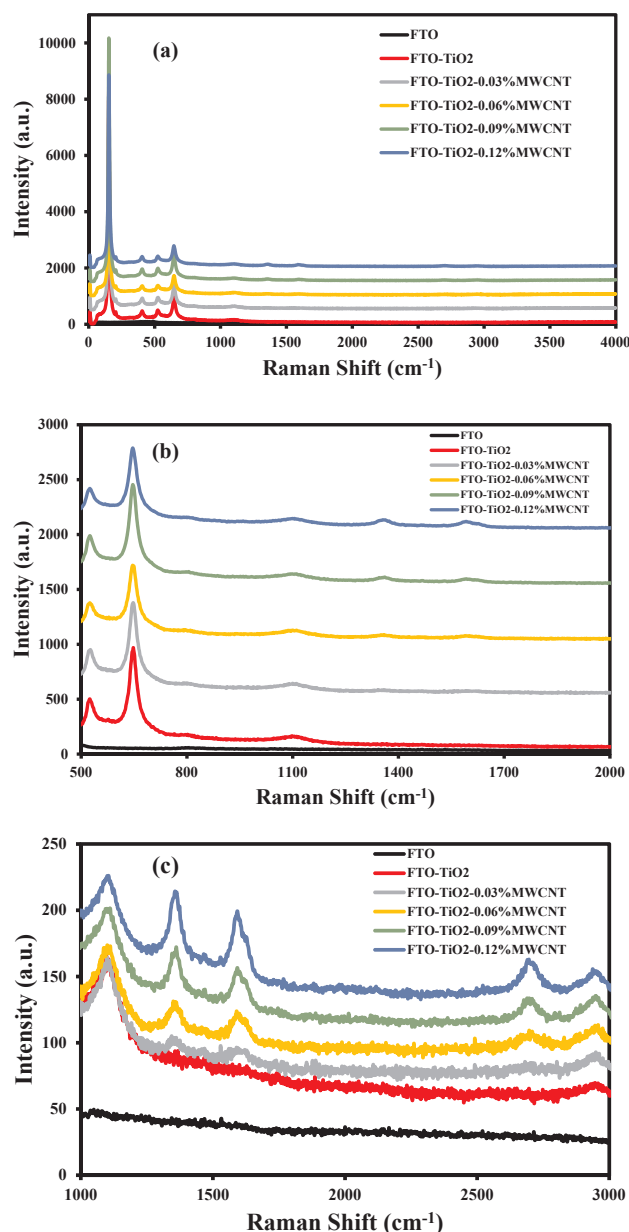 (a)
Intensity (a.u.)
10000
8000
6000
4000
2000
0
FTO
FTO-TiO2
FTO-TiO2-0.03%MWCNT
FTO-TiO2-0.06%MWCNT
FTO-TiO2-0.09%MWCNT
FTO-TiO2-0.12%MWCNT
0 500 1000 1500 2000 2500 3000 3500 4000
Raman Shift (cm⁻¹)
(b)
Intensity (a.u.)
3000
2500
2000
1500
1000
500
0
FTO
FTO-TiO2
FTO-TiO2-0.03%MWCNT
FTO-TiO2-0.06%MWCNT
FTO-TiO2-0.09%MWCNT
FTO-TiO2-0.12%MWCNT
500 800 1100 1400 1700 2000
Raman Shift (cm⁻¹)
(c)
Intensity (a.u.)
250
200
150
100
50
0
FTO
FTO-TiO2
FTO-TiO2-0.03%MWCNT
FTO-TiO2-0.06%MWCNT
FTO-TiO2-0.09%MWCNT
FTO-TiO2-0.12%MWCNT
1000 1500 2000 2500 3000
Raman Shift (cm⁻¹)